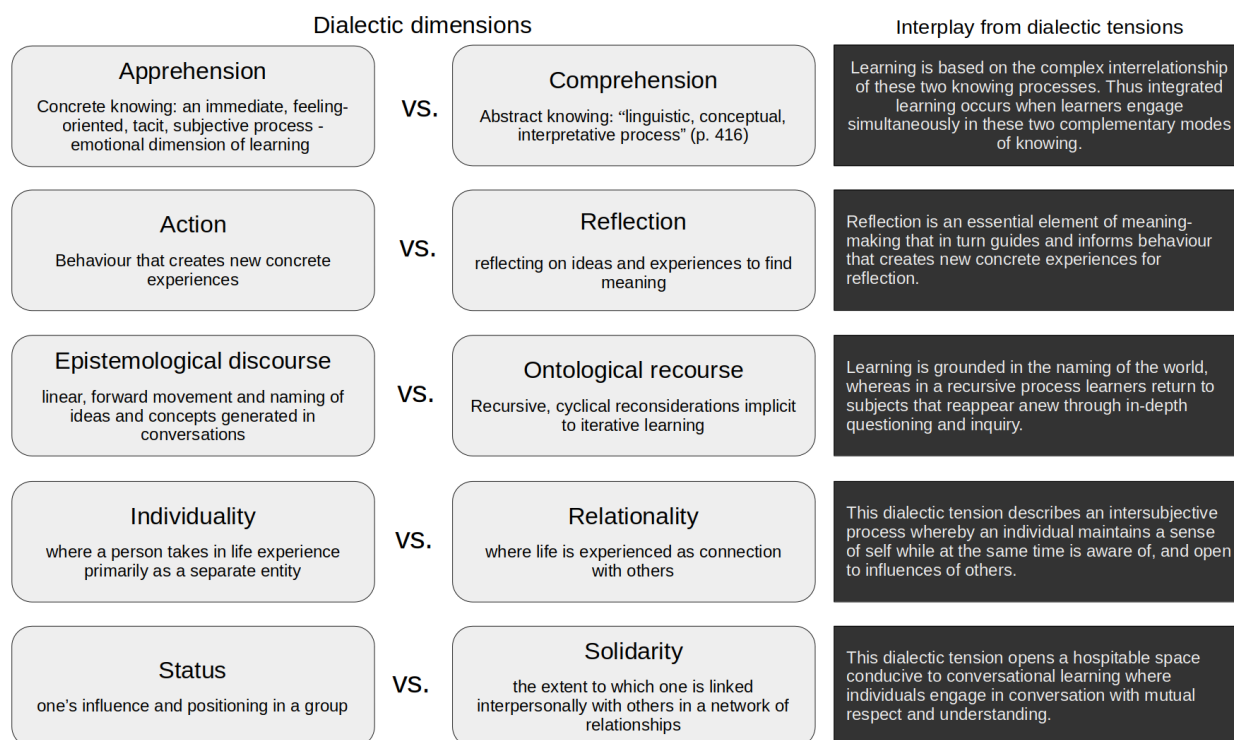 Dialectic dimensions
Interplay from dialectic tensions
Apprehension
Concrete knowing: an immediate, feeling-
oriented, tacit, subjective process -
emotional dimension of learning
vs.
Comprehension
Abstract knowing: “linguistic, conceptual,
interpretative process” (p. 416)
Learning is based on the complex interrelationship
of these two knowing processes. Thus integrated
learning occurs when learners engage
simultaneously in these two complementary modes
of knowing.
Action
Behaviour that creates new concrete
experiences
vs.
Reflection
reflecting on ideas and experiences to find
meaning
Reflection is an essential element of meaning-
making that in turn guides and informs behaviour
that creates new concrete experiences for
reflection.
Epistemological discourse
linear, forward movement and naming of
ideas and concepts generated in
conversations
vs.
Ontological recourse
Recursive, cyclical reconsiderations implicit
to iterative learning
Learning is grounded in the naming of the world,
whereas in a recursive process learners return to
subjects that reappear anew through in-depth
questioning and inquiry.
Individuality
where a person takes in life experience
primarily as a separate entity
vs.
Relationality
where life is experienced as connection
with others
This dialectic tension describes an intersubjective
process whereby an individual maintains a sense
of self while at the same time is aware of, and open
to influences of others.
Status
one's influence and positioning in a group
vs.
Solidarity
the extent to which one is linked
interpersonally with others in a network of
relationships
This dialectic tension opens a hospitable space
conducive to conversational learning where
individuals engage in conversation with mutual
respect and understanding.